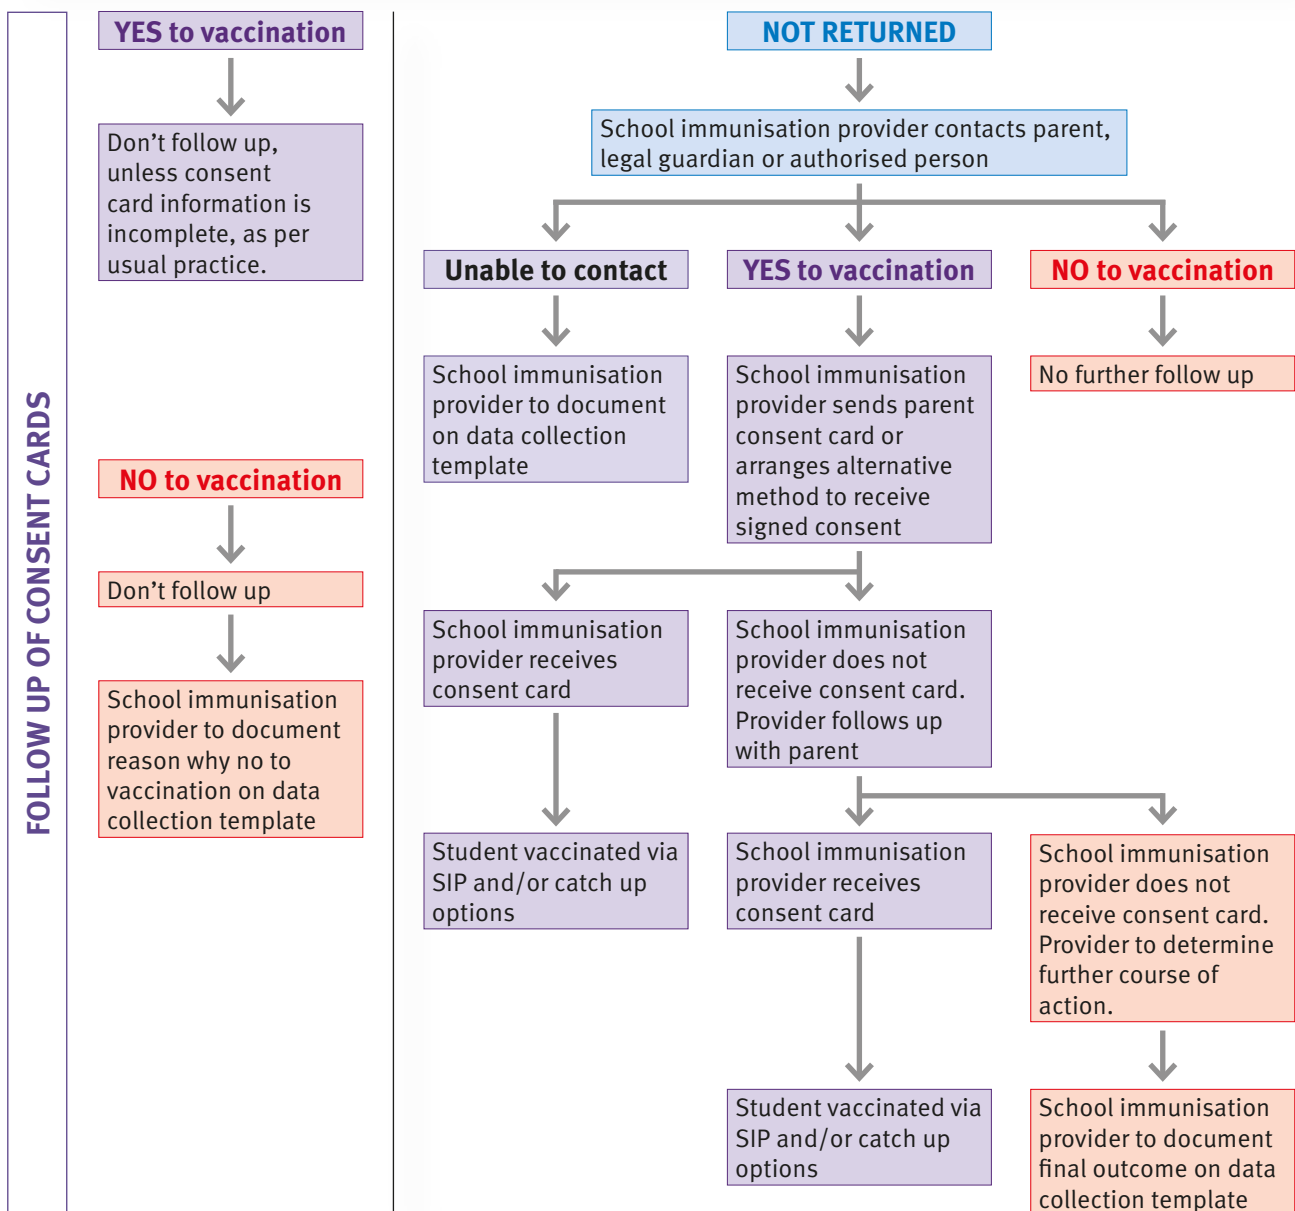 FOLLOW UP OF CONSENT CARDS
YES to vaccination
Don't follow up,
unless consent
card information is
incomplete, as per
usual practice.
NO to vaccination
Don't follow up
School immunisation
provider to document
reason why no to
vaccination on data
collection template
NOT RETURNED
School immunisation provider contacts parent,
legal guardian or authorised person
Unable to contact
School immunisation
provider to document
on data collection
template
YES to vaccination
School immunisation
provider sends parent
consent card or
arranges alternative
method to receive
signed consent
NO to vaccination
No further follow up
School immunisation
provider receives
consent card
Student vaccinated via
SIP and/or catch up
options
School immunisation
provider does not
receive consent card.
Provider follows up
with parent
School immunisation
provider receives
consent card
Student vaccinated via
SIP and/or catch up
options
School immunisation
provider does not
receive consent card.
Provider to determine
further course of
action.
School immunisation
provider to document
final outcome on data
collection template